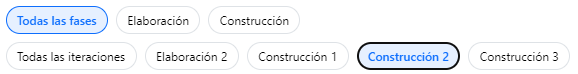 Todas las fases Elaboración Construcción
Todas las iteraciones Elaboración 2 Construcción 1 Construcción 2 Construcción 3